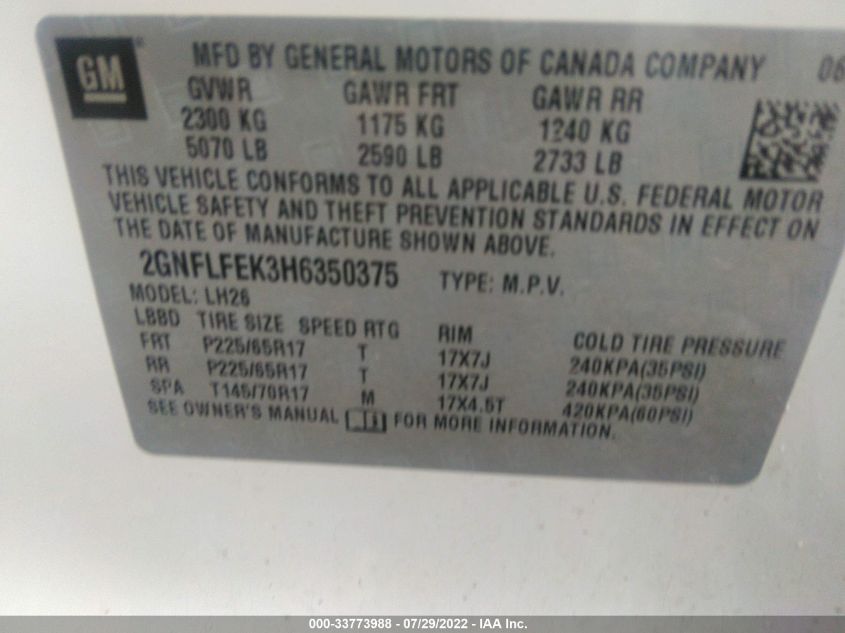 GM
MFD BY GENERAL MOTORS OF CANADA COMPANY 06
GVWR GAWR FRT GAWR RR
2300 KG 1175 KG 1240 KG
5070 LB 2590 LB 2733 LB
THIS VEHICLE CONFORMS TO ALL APPLICABLE U.S. FEDERAL MOTOR
VEHICLE SAFETY AND THEFT PREVENTION STANDARDS IN EFFECT ON
THE DATE OF MANUFACTURE SHOWN ABOVE.
2GNFLFEK3H6350375 TYPE: M.P.V.
MODEL: LH26
LBBD TIRE SIZE SPEED RTG RIM COLD TIRE PRESSURE
FRT P225/65R17 T 17X7J 240KPA(35PSI)
RR P225/65R17 T 17X7J 240KPA(35PSI)
SPA T145/70R17 M 17X4.5T 420KPA(60PSI)
SEE OWNER'S MANUAL i FOR MORE INFORMATION.
000-33773988 - 07/29/2022 - IAA Inc.